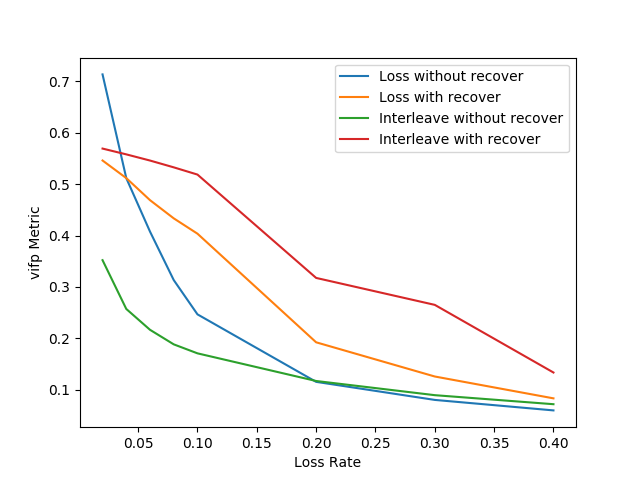 Loss without recover
Loss with recover
Interleave without recover
Interleave with recover
vifp Metric
0.7
0.6
0.5
0.4
0.3
0.2
0.1
0.05 0.10 0.15 0.20 0.25 0.30 0.35 0.40
Loss Rate